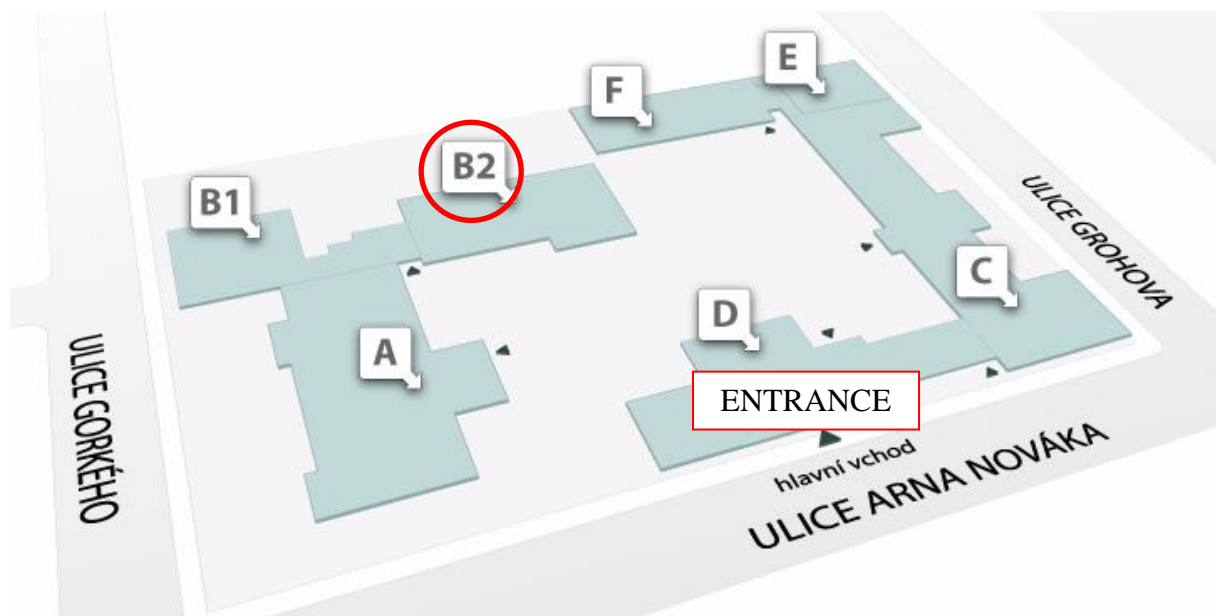 E
F
B2
B1
ULICE GROHOVA
C
D
A
ULICE GORKÉHO
ENTRANCE
hlavní vchod
ULICE ARNA NOVÁKA